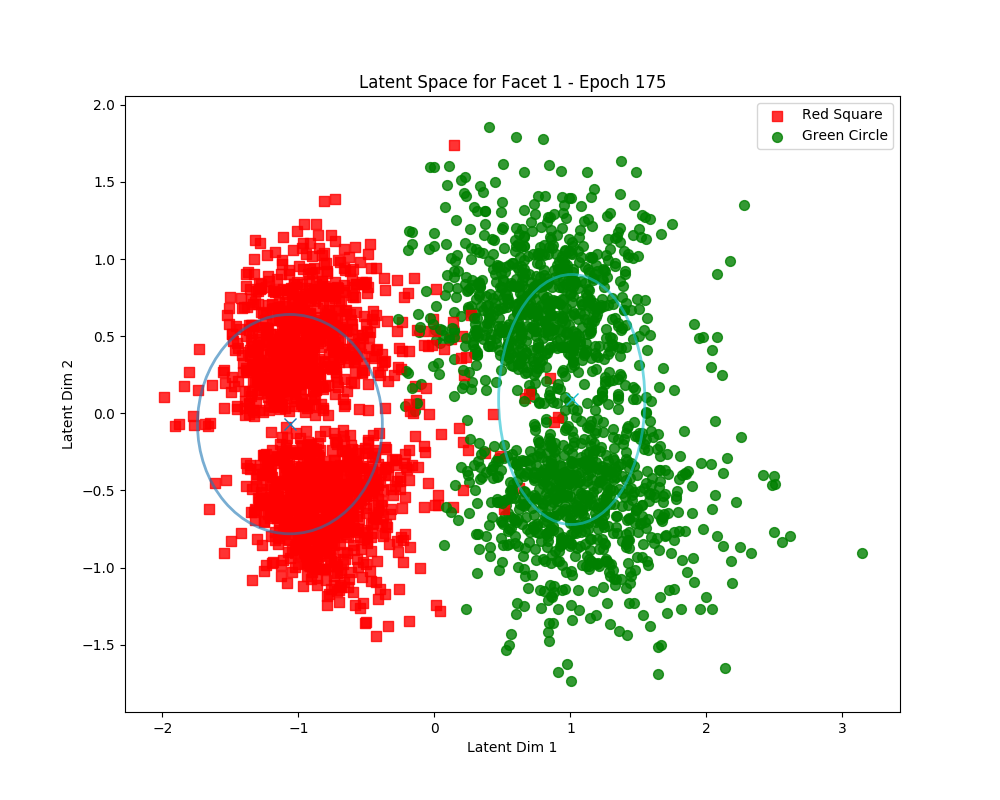 Latent Space for Facet 1 - Epoch 175
Red Square
Green Circle
2.0
1.5
1.0
0.5
0.0
−0.5
−1.0
−1.5
Latent Dim 2
−2
−1
0
1
2
3
Latent Dim 1